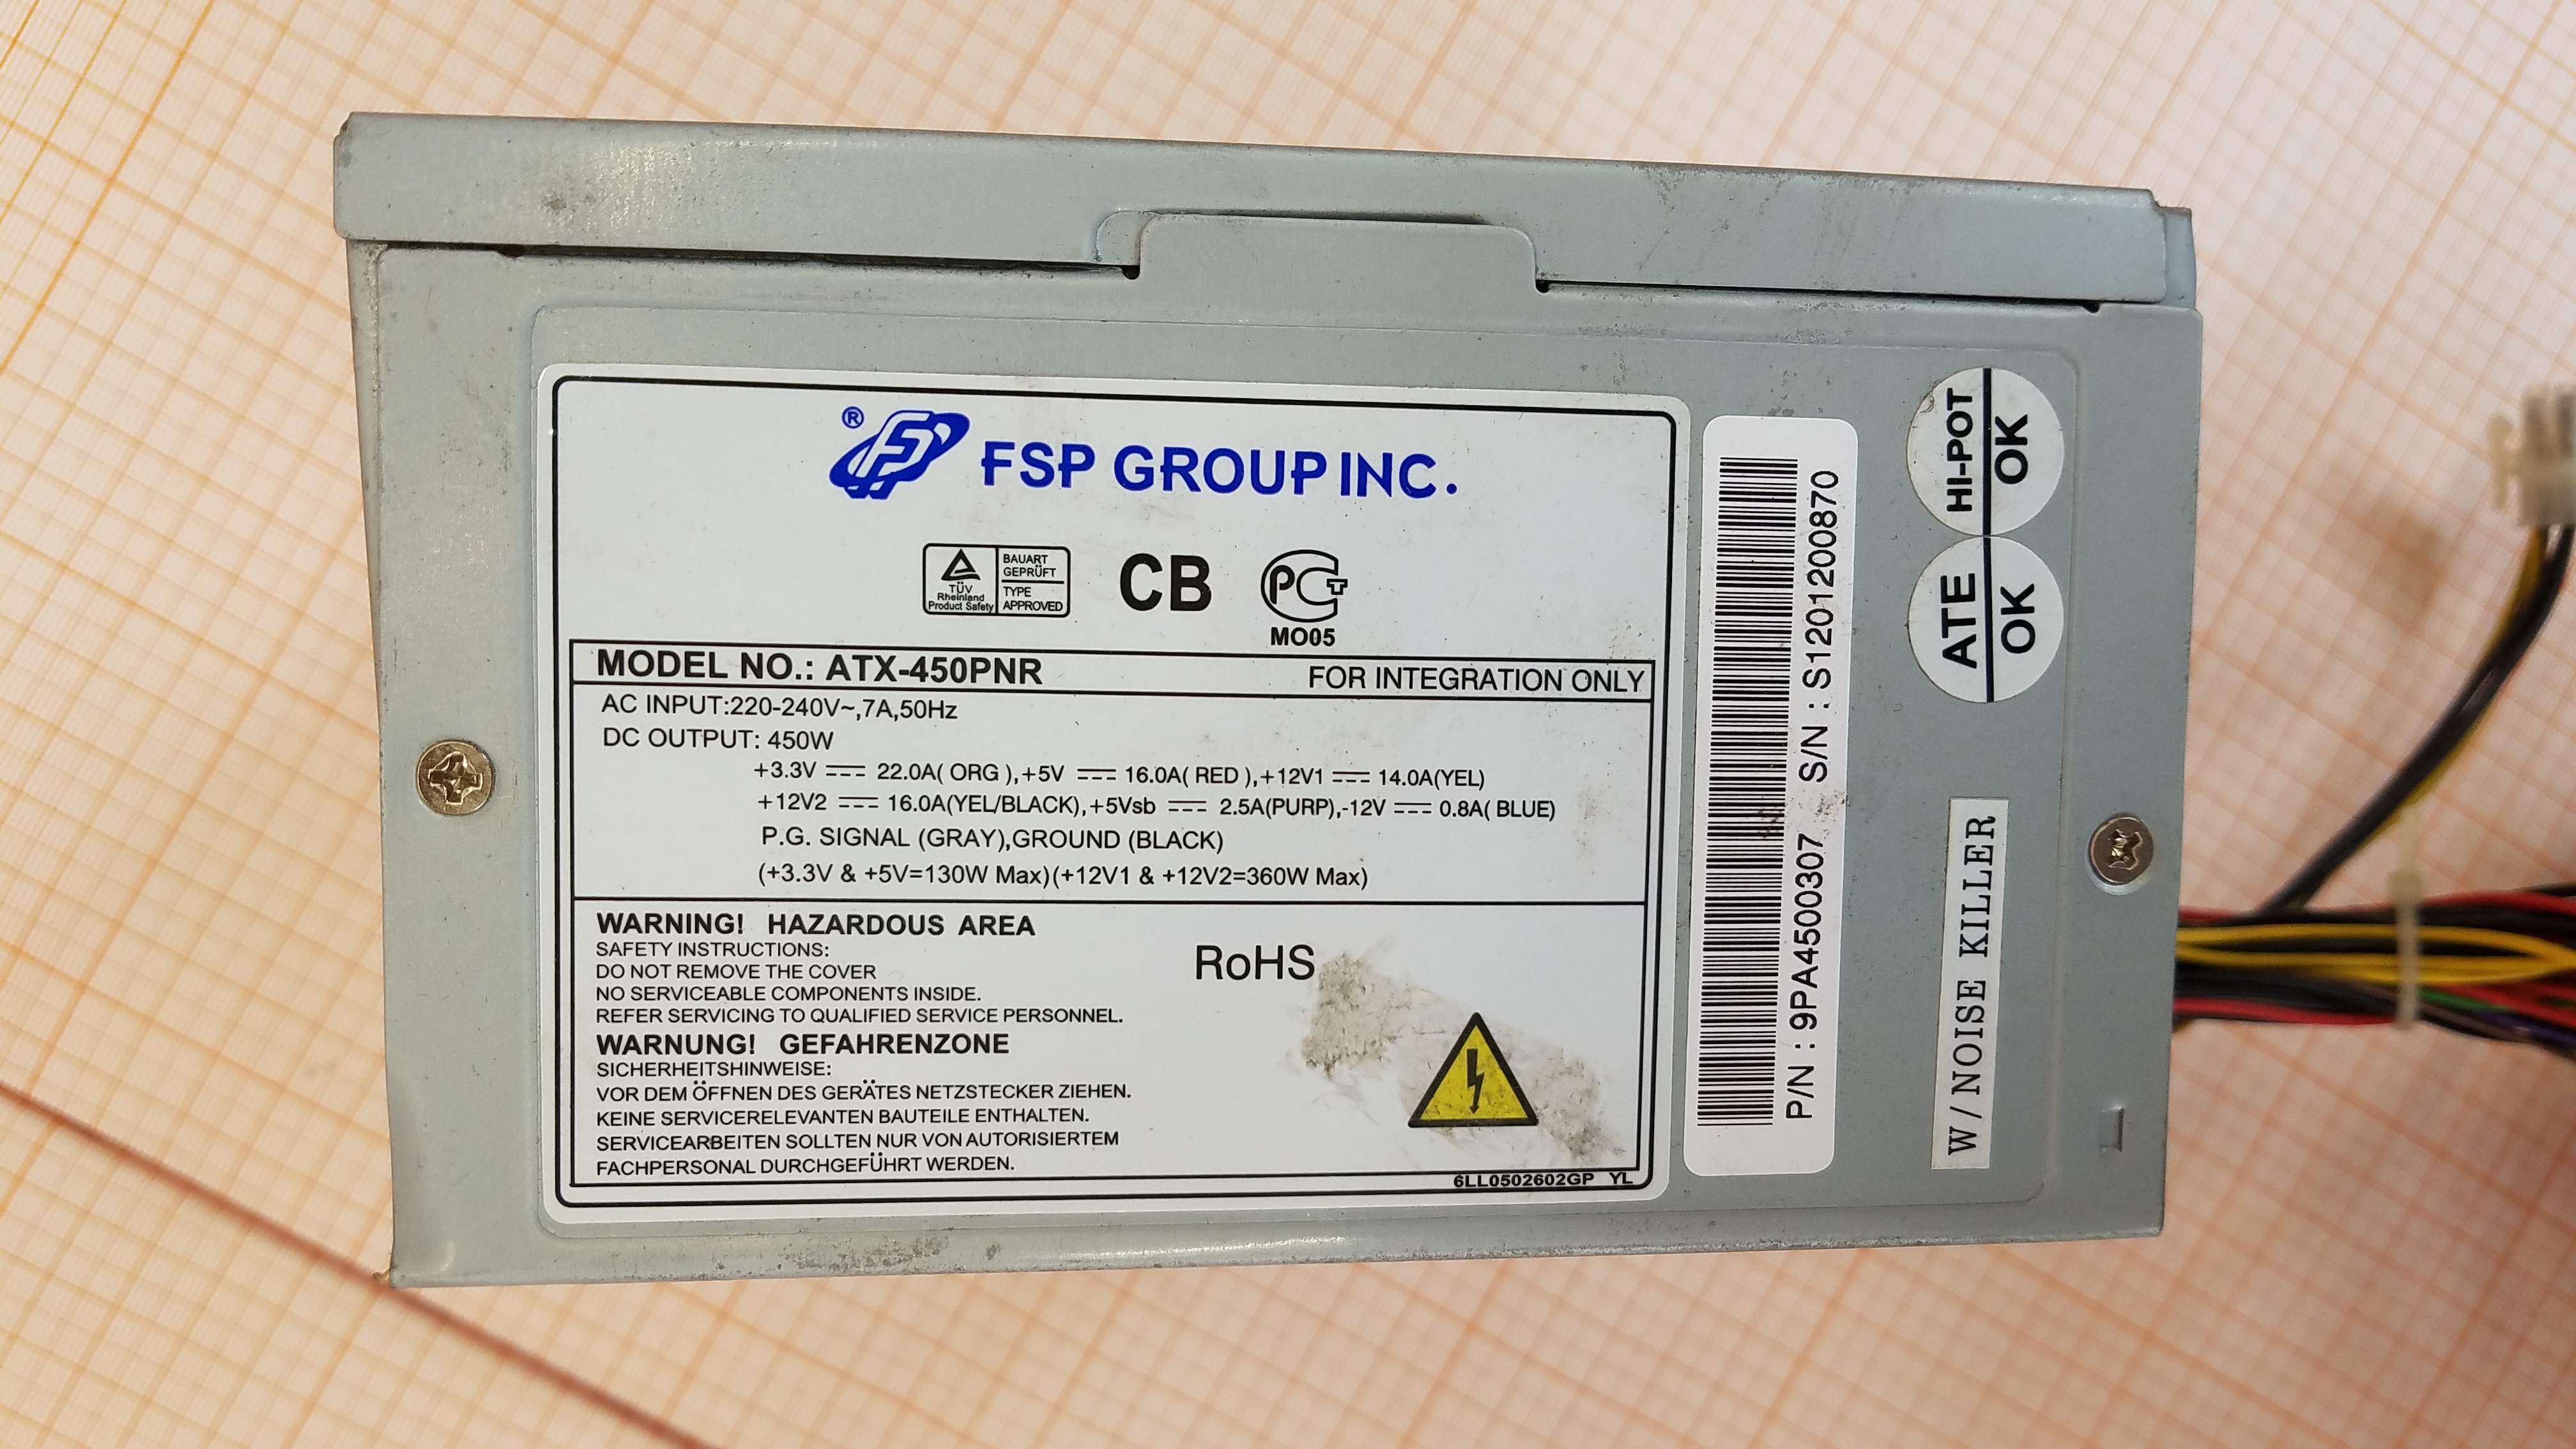 ® FSP GROUP INC.
TÜV
Rheinland
Product Safety
BAUART
GEPRÜFT
TYPE
APPROVED
CB
PCT
MO05
MODEL NO.: ATX-450PNR
FOR INTEGRATION ONLY
AC INPUT:220-240V~,7A,50Hz
DC OUTPUT: 450W
+3.3V ⎓ 22.0A( ORG ),+5V ⎓ 16.0A( RED ),+12V1 ⎓ 14.0A(YEL)
+12V2 ⎓ 16.0A(YEL/BLACK),+5Vsb ⎓ 2.5A(PURP),-12V ⎓ 0.8A( BLUE)
P.G. SIGNAL (GRAY),GROUND (BLACK)
(+3.3V & +5V=130W Max)(+12V1 & +12V2=360W Max)
WARNING! HAZARDOUS AREA
SAFETY INSTRUCTIONS:
DO NOT REMOVE THE COVER
NO SERVICEABLE COMPONENTS INSIDE.
REFER SERVICING TO QUALIFIED SERVICE PERSONNEL.
WARNUNG! GEFAHRENZONE
SICHERHEITSHINWEISE:
VOR DEM ÖFFNEN DES GERÄTES NETZSTECKER ZIEHEN.
KEINE SERVICERELEVANTEN BAUTEILE ENTHALTEN.
SERVICEARBEITEN SOLLTEN NUR VON AUTORISIERTEM
FACHPERSONAL DURCHGEFÜHRT WERDEN.
RoHS
6LL0502602GP YL
P/N : 9PA4500307 S/N : S1201200870
HI-POT
OK
ATE
OK
W/NOISE KILLER